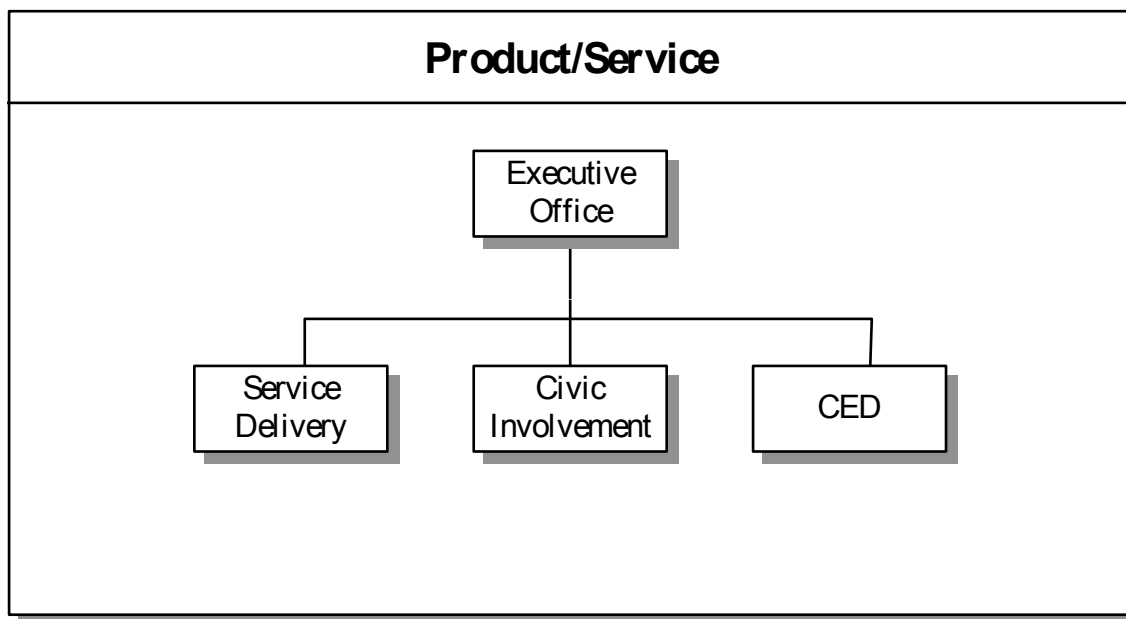 Product/Service
Executive
Office
Service
Delivery
Civic
Involvement
CED